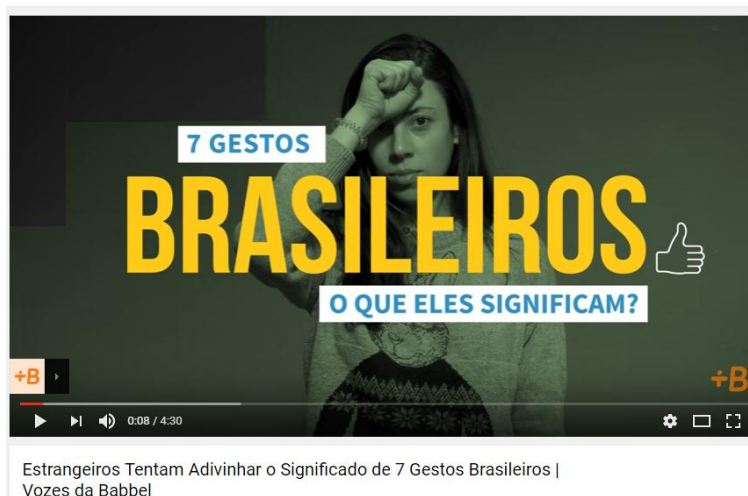 7 GESTOS
BRASILEIROS
O QUE ELES SIGNIFICAM?
+B
÷B
0:08 / 4:30
Estrangeiros Tentam Adivinhar o Significado de 7 Gestos Brasileiros |
Vozes da Babbel